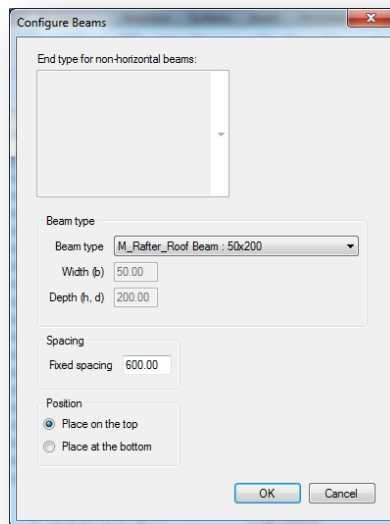 Configure Beams
End type for non-horizontal beams:
Beam type
Beam type M_Rafter_Roof Beam : 50x200
Width (b) 50.00
Depth (h, d) 200.00
Spacing
Fixed spacing 600.00
Position
Place on the top
Place at the bottom
OK Cancel